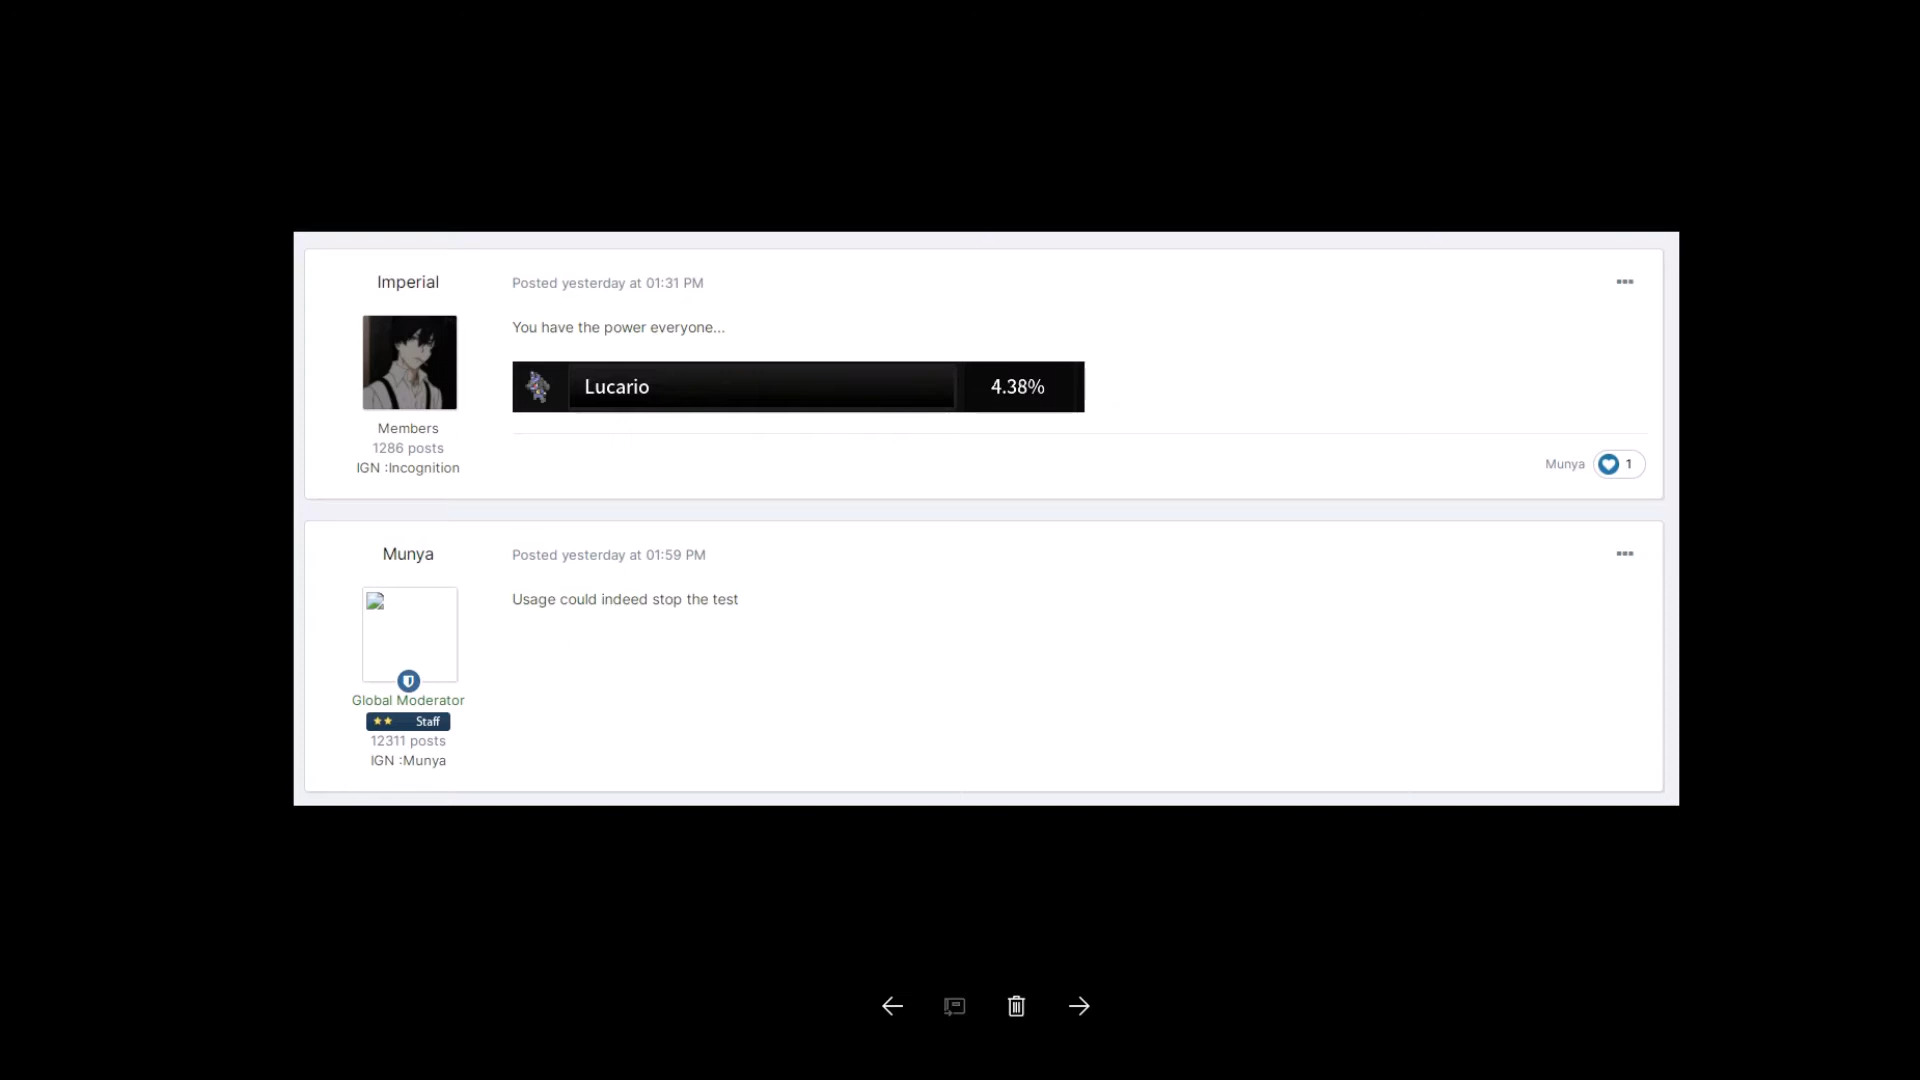 Imperial
Posted yesterday at 01:31 PM
You have the power everyone...
Lucario
4.38%
Members
1286 posts
IGN :Incognition
Munya
1
Munya
Posted yesterday at 01:59 PM
Usage could indeed stop the test
Global Moderator
Staff
12311 posts
IGN :Munya